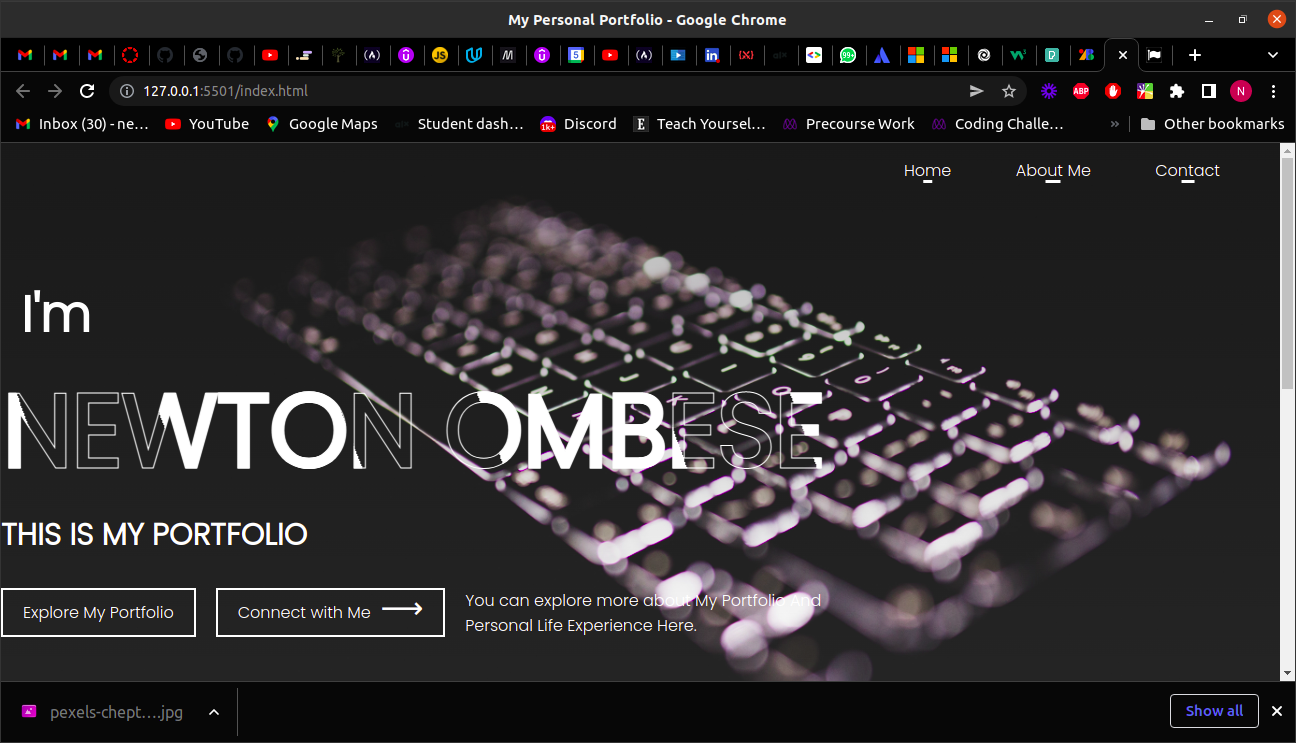 My Personal Portfolio - Google Chrome
127.0.0.1:5501/index.html
Inbox (30) - ne… YouTube Google Maps Student dash… Discord Teach Yoursel… Precourse Work Coding Challe… » Other bookmarks
Home About Me Contact
I'm
NEWTON OMBESE
THIS IS MY PORTFOLIO
Explore My Portfolio Connect with Me
You can explore more about My Portfolio And
Personal Life Experience Here.
pexels-chept….jpg Show all